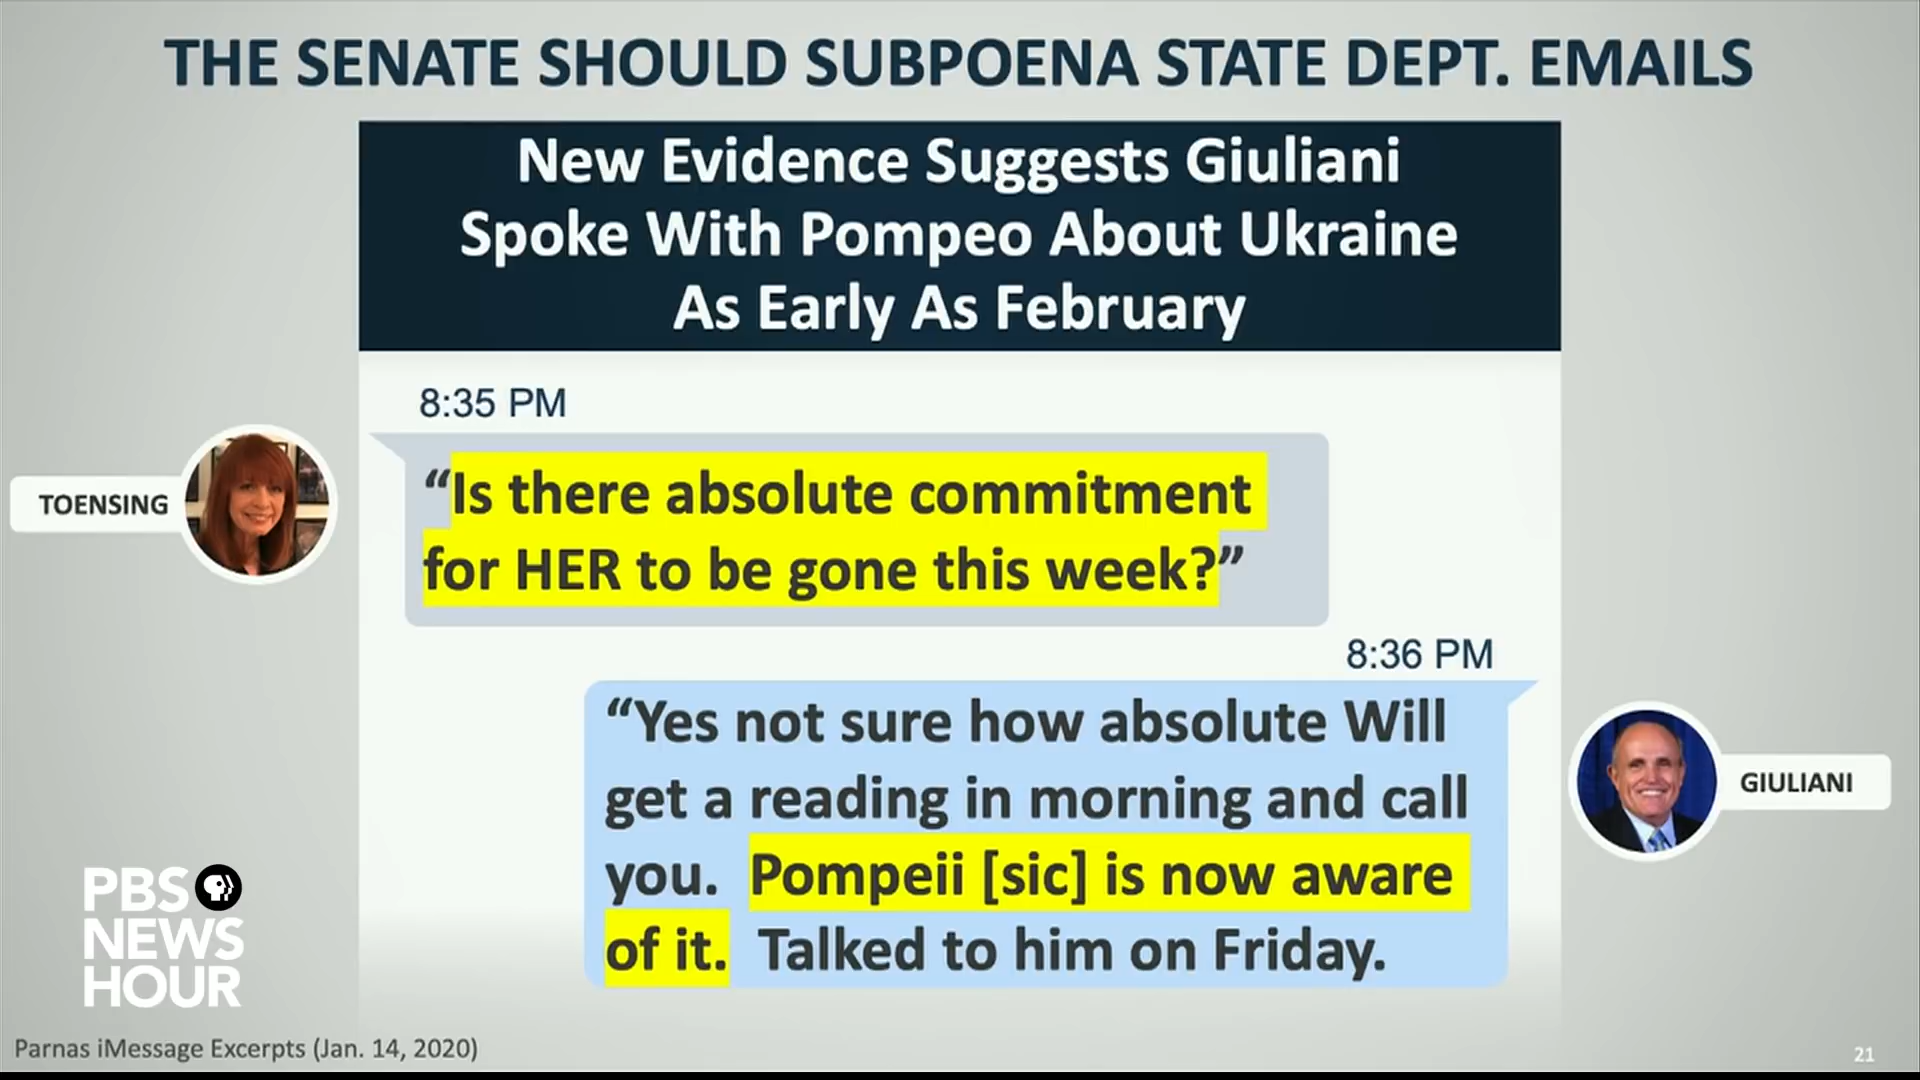 THE SENATE SHOULD SUBPOENA STATE DEPT. EMAILS
New Evidence Suggests Giuliani
Spoke With Pompeo About Ukraine
As Early As February
8:35 PM
TOENSING
“Is there absolute commitment
for HER to be gone this week?”
8:36 PM
“Yes not sure how absolute Will
get a reading in morning and call
you.  Pompeii [sic] is now aware
of it.  Talked to him on Friday.
GIULIANI
PBS
NEWS
HOUR
Parnas iMessage Excerpts (Jan. 14, 2020)
21